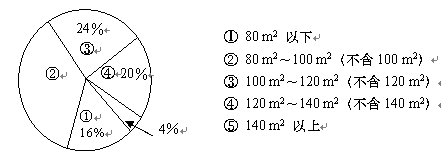 24%
③
②
④ 20%
①
16%
4%
① 80 m² 以下
② 80 m²～100 m²（不含 100 m²）
③ 100 m²～120 m²（不含 120 m²）
④ 120 m²～140 m²（不含 140 m²）
⑤ 140 m² 以上